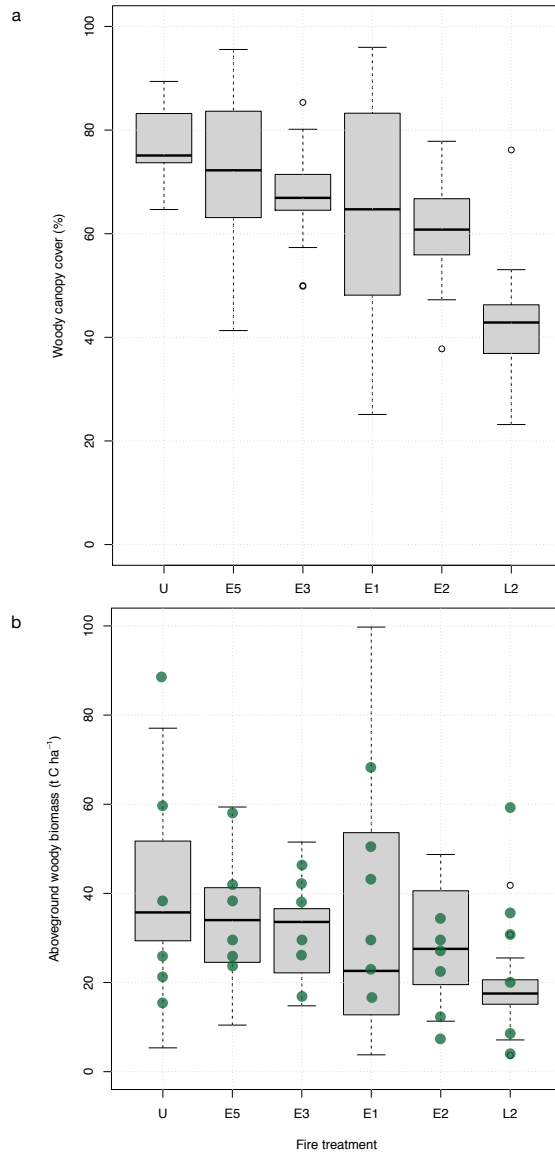 a
Woody canopy cover (%)
100
80
60
40
20
0
U E5 E3 E1 E2 L2
b
Aboveground woody biomass (t C ha⁻¹)
100
80
60
40
20
0
U E5 E3 E1 E2 L2
Fire treatment